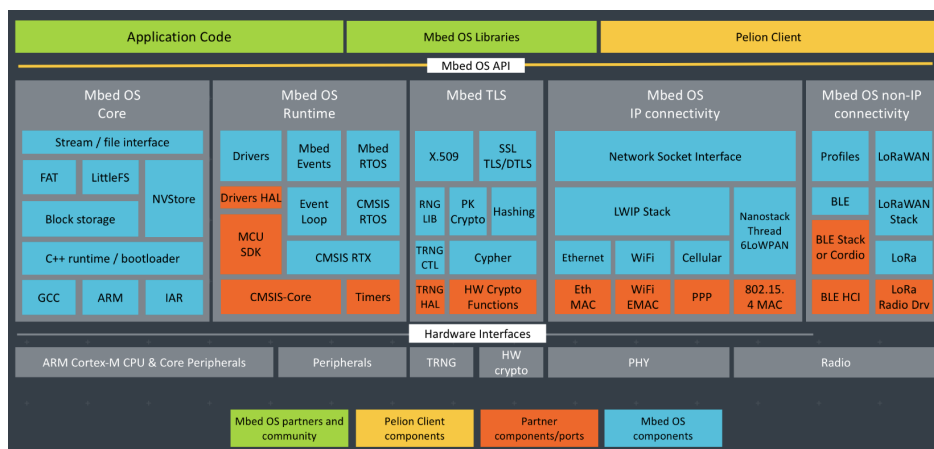 Application Code
Mbed OS Libraries
Pelion Client
Mbed OS API
Mbed OS
Core
Stream / file interface
FAT
LittleFS
NVStore
Block storage
C++ runtime / bootloader
GCC
ARM
IAR
Mbed OS
Runtime
Drivers
Mbed
Events
Mbed
RTOS
Drivers HAL
Event
Loop
CMSIS
RTOS
MCU
SDK
CMSIS RTX
CMSIS-Core
Timers
Mbed TLS
X.509
SSL
TLS/DTLS
RNG
LIB
PK
Crypto
Hashing
TRNG
CTL
Cypher
TRNG
HAL
HW Crypto
Functions
Mbed OS
IP connectivity
Network Socket Interface
LWIP Stack
Nanostack
Thread
6LoWPAN
Ethernet
WiFi
Cellular
Eth
MAC
WiFi
EMAC
PPP
802.15.
4 MAC
Mbed OS non-IP
connectivity
Profiles
LoRaWAN
BLE
LoRaWAN
Stack
BLE Stack
or Cordio
LoRa
BLE HCI
LoRa
Radio Drv
Hardware Interfaces
ARM Cortex-M CPU & Core Peripherals
Peripherals
TRNG
HW
crypto
PHY
Radio
Mbed OS partners and
community
Pelion Client
components
Partner
components/ports
Mbed OS
components